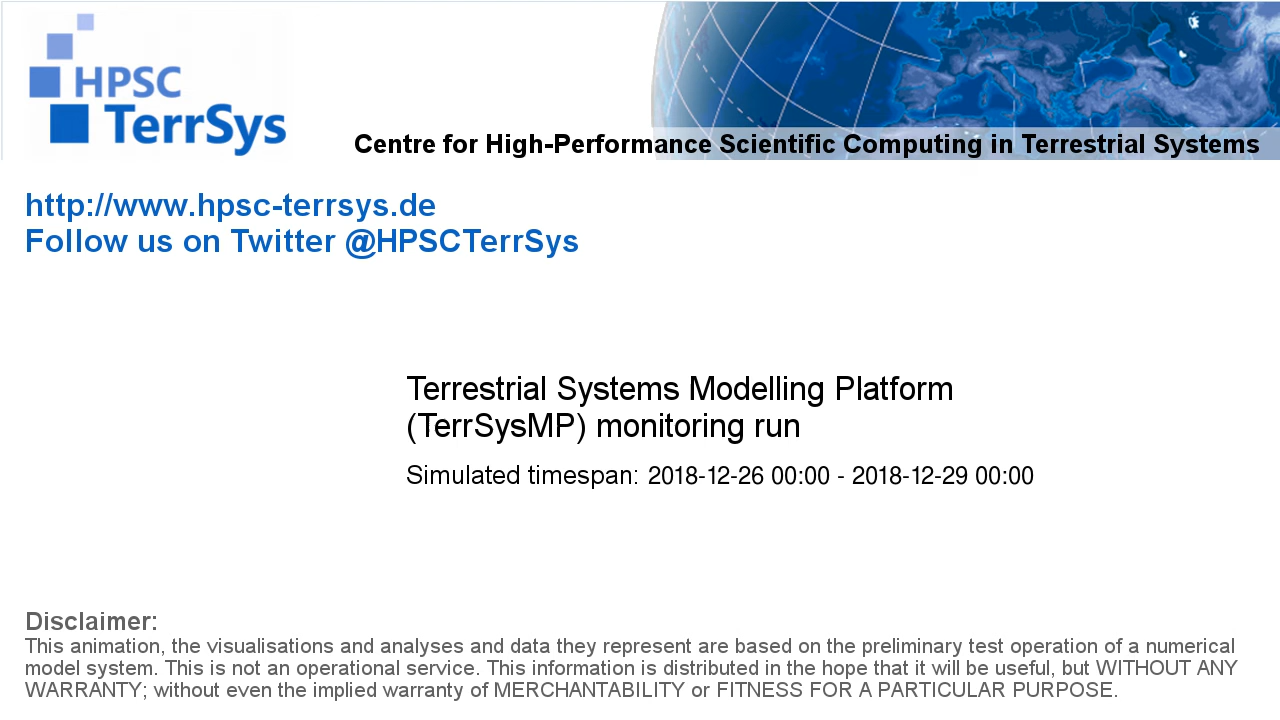 HPSC
TerrSys
Centre for High-Performance Scientific Computing in Terrestrial Systems
http://www.hpsc-terrsys.de
Follow us on Twitter @HPSCTerrSys
Terrestrial Systems Modelling Platform
(TerrSysMP) monitoring run
Simulated timespan: 2018-12-26 00:00 - 2018-12-29 00:00
Disclaimer:
This animation, the visualisations and analyses and data they represent are based on the preliminary test operation of a numerical
model system. This is not an operational service. This information is distributed in the hope that it will be useful, but WITHOUT ANY
WARRANTY; without even the implied warranty of MERCHANTABILITY or FITNESS FOR A PARTICULAR PURPOSE.